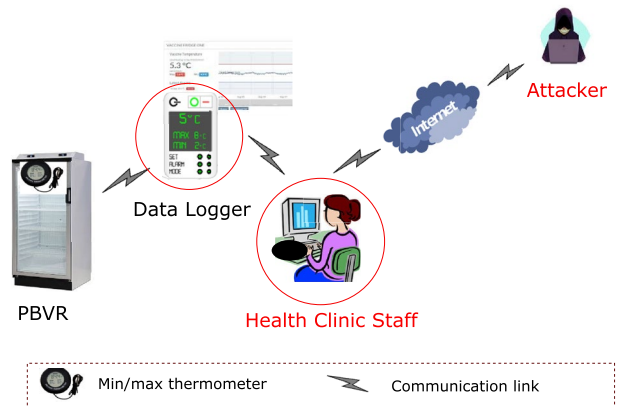 Attacker
Internet
5.3 °C
5°C
MAX 8°C
MIN 2°C
SET
ALARM
MODE
Data Logger
PBVR
Health Clinic Staff
Min/max thermometer
Communication link